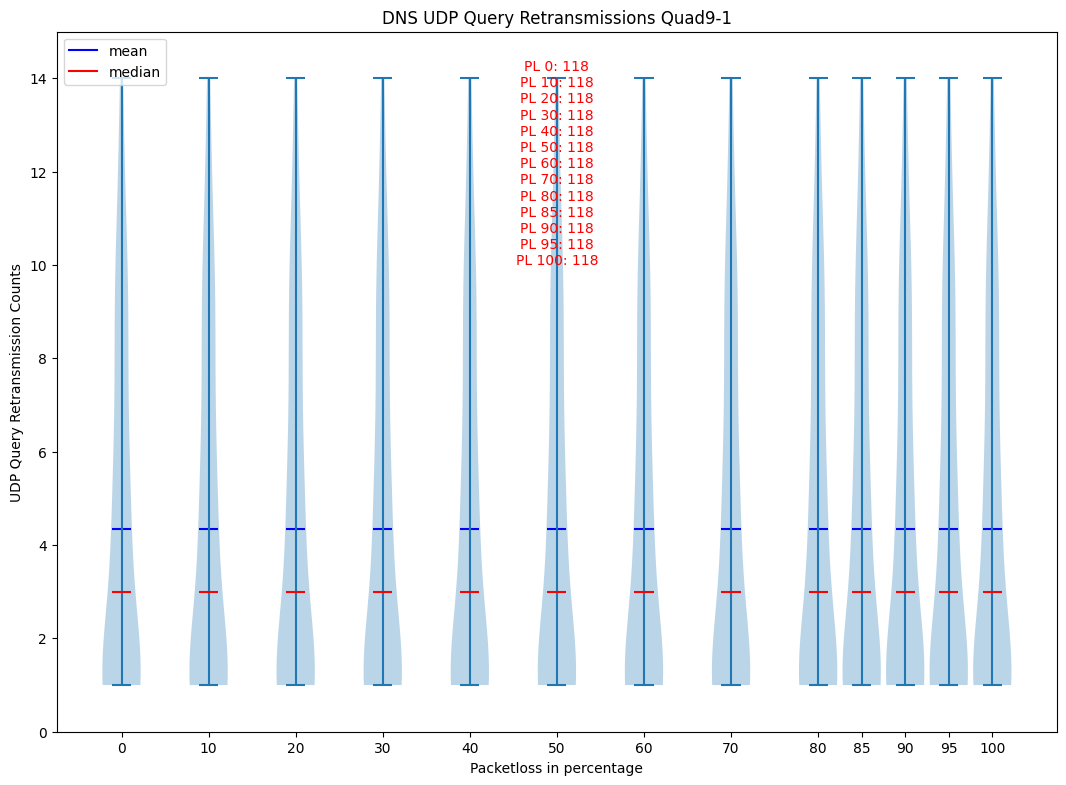 DNS UDP Query Retransmissions Quad9-1
mean
median
PL 0: 118
PL 10: 118
PL 20: 118
PL 30: 118
PL 40: 118
PL 50: 118
PL 60: 118
PL 70: 118
PL 80: 118
PL 85: 118
PL 90: 118
PL 95: 118
PL 100: 118
14
12
10
8
6
4
2
0
UDP Query Retransmission Counts
0 10 20 30 40 50 60 70 80 85 90 95 100
Packetloss in percentage